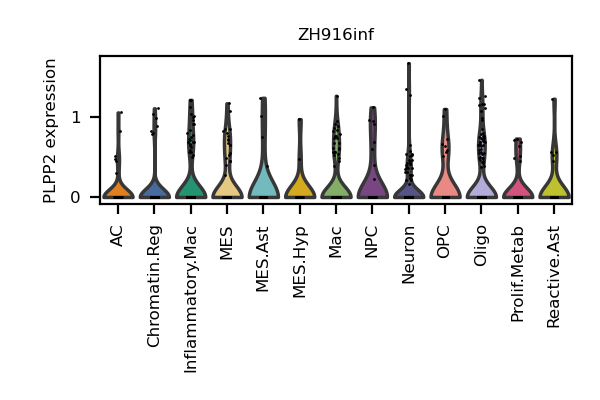 ZH916inf
PLPP2 expression
1
0
AC
Chromatin.Reg
Inflammatory.Mac
MES
MES.Ast
MES.Hyp
Mac
NPC
Neuron
OPC
Oligo
Prolif.Metab
Reactive.Ast